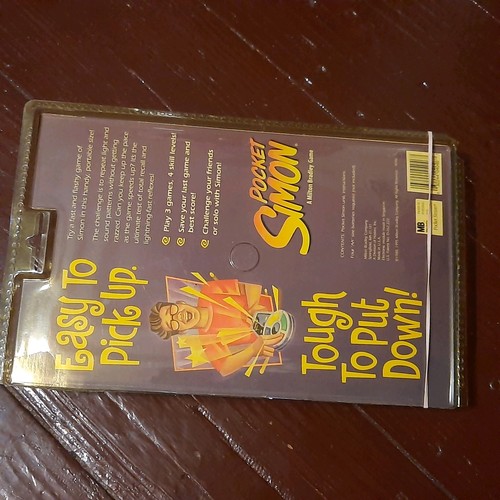 Easy To
Pick Up.
Tough
To Put
Down!
Try a fast and flashy game of
Simon in this handy, portable size!
The challenge is to repeat light and
sound patterns without getting
razzed! Can you keep up the pace
as the game speeds up? It's the
ultimate test of total recall and
lightning-fast reflexes!
@ Play 3 games, 4 skill levels!
@ Save your last game and
best score!
@ Challenge your friends
or solo with Simon!
POCKET
SIMON
A Milton Bradley Game
MB